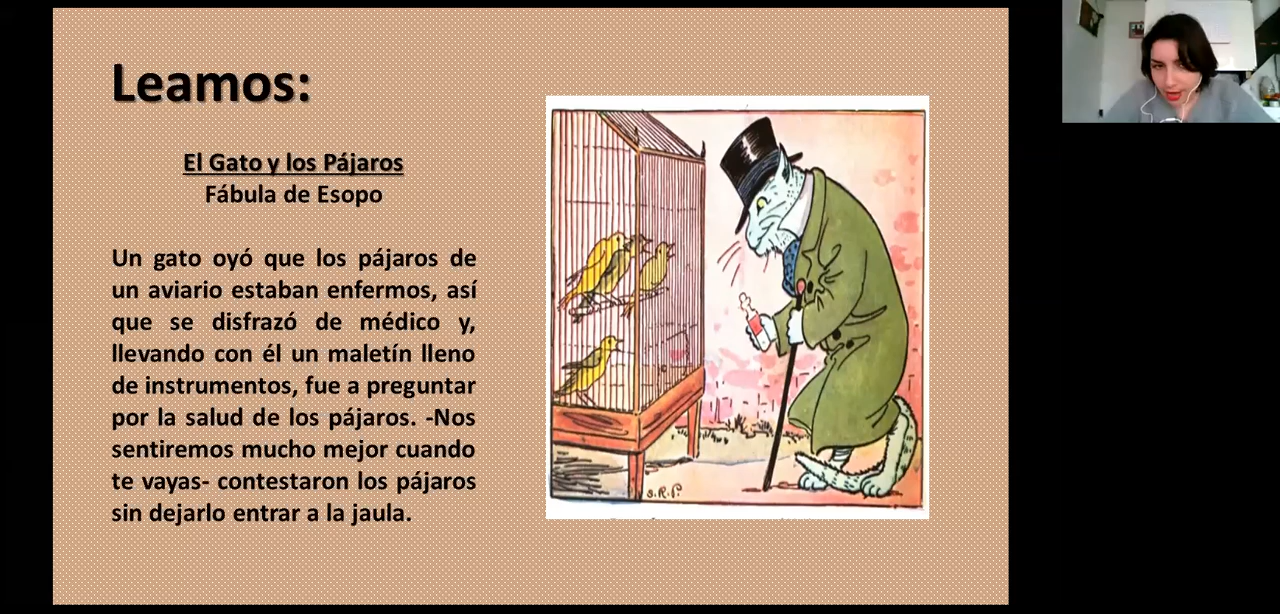 Leamos:
El Gato y los Pájaros
Fábula de Esopo
Un gato oyó que los pájaros de
un aviario estaban enfermos, así
que se disfrazó de médico y,
llevando con él un maletín lleno
de instrumentos, fue a preguntar
por la salud de los pájaros. -Nos
sentiremos mucho mejor cuando
te vayas- contestaron los pájaros
sin dejarlo entrar a la jaula.
S.R.P.